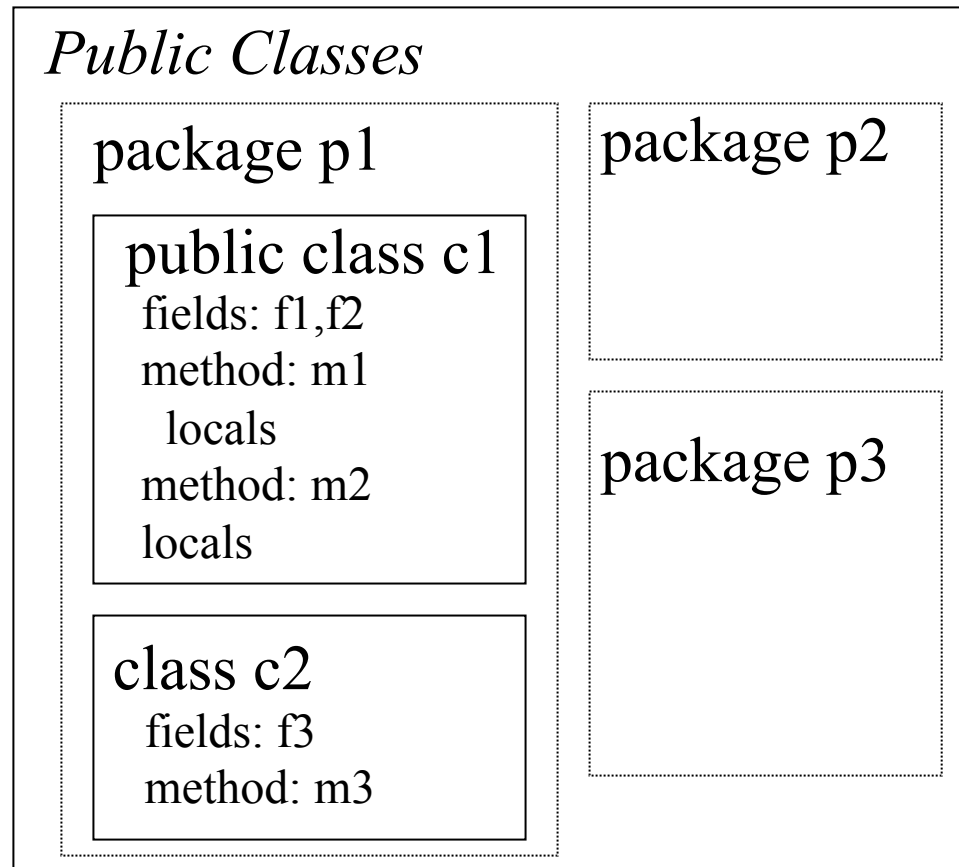 Public Classes
package p1
public class c1
fields: f1,f2
method: m1
locals
method: m2
locals
class c2
fields: f3
method: m3
package p2
package p3